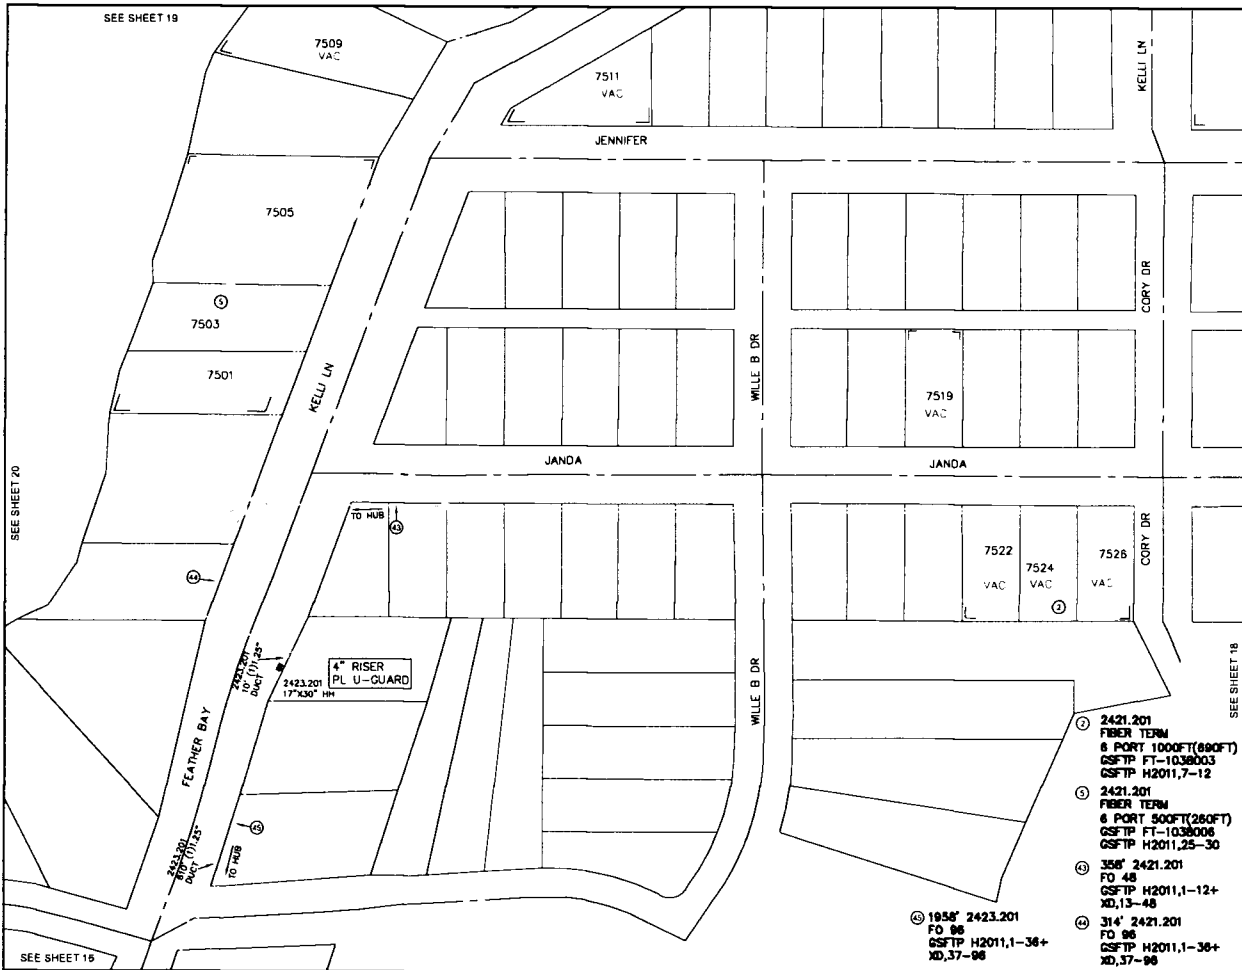 SEE SHEET 19
7509
VAC
7511
VAC
KELLI LN
JENNIFER
7505
5
7503
7501
KELLI LN
WILLE B DR
CORY DR
7519
VAC
JANDA
JANDA
SEE SHEET 20
TO HUB
43
7522
VAC
7524
VAC
2
7526
VAC
CORY DR
44
2423.201
10' (1)1.25"
DUCT
4" RISER
PL U-GUARD
2423.201
17"X30" HH
WILLE B DR
SEE SHEET 18
FEATHER BAY
45
2423.201
610' (1)1.25"
DUCT
TO HUB
SEE SHEET 15
2 2421.201
FIBER TERM
6 PORT 1000FT(690FT)
GSFTP FT-1038003
GSFTP H2011,7-12
5 2421.201
FIBER TERM
6 PORT 500FT(260FT)
GSFTP FT-1038006
GSFTP H2011,25-30
43 358' 2421.201
FO 48
GSFTP H2011,1-12+
XD,13-48
44 314' 2421.201
FO 96
GSFTP H2011,1-36+
XD,37-96
45 1958' 2423.201
FO 96
GSFTP H2011,1-36+
XD,37-96